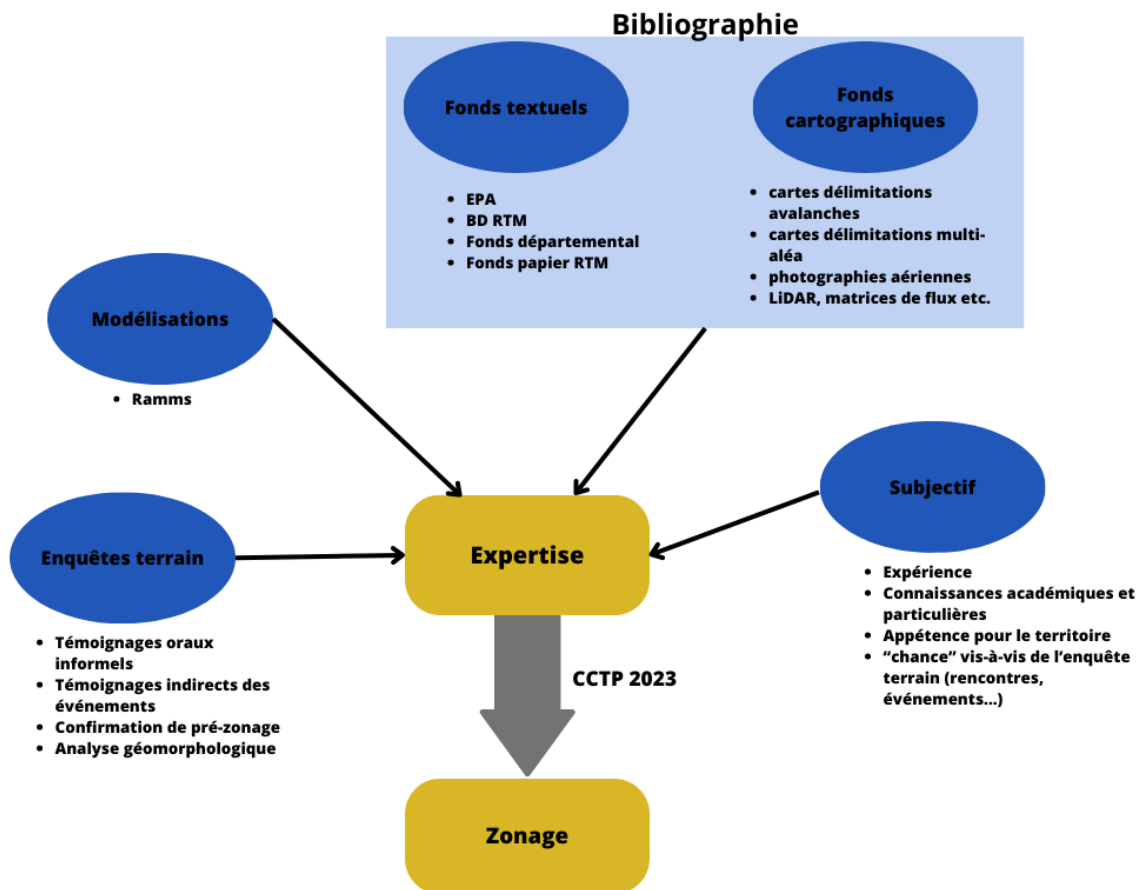 Bibliographie
Fonds textuels
• EPA
• BD RTM
• Fonds départemental
• Fonds papier RTM
Fonds
cartographiques
• cartes délimitations
avalanches
• cartes délimitations multi-
aléa
• photographies aériennes
• LiDAR, matrices de flux etc.
Modélisations
• Ramms
Enquêtes terrain
• Témoignages oraux
informels
• Témoignages indirects des
événements
• Confirmation de pré-zonage
• Analyse géomorphologique
Expertise
Subjectif
• Expérience
• Connaissances académiques et
particulières
• Appétence pour le territoire
• “chance” vis-à-vis de l’enquête
terrain (rencontres,
événements...)
CCTP 2023
Zonage